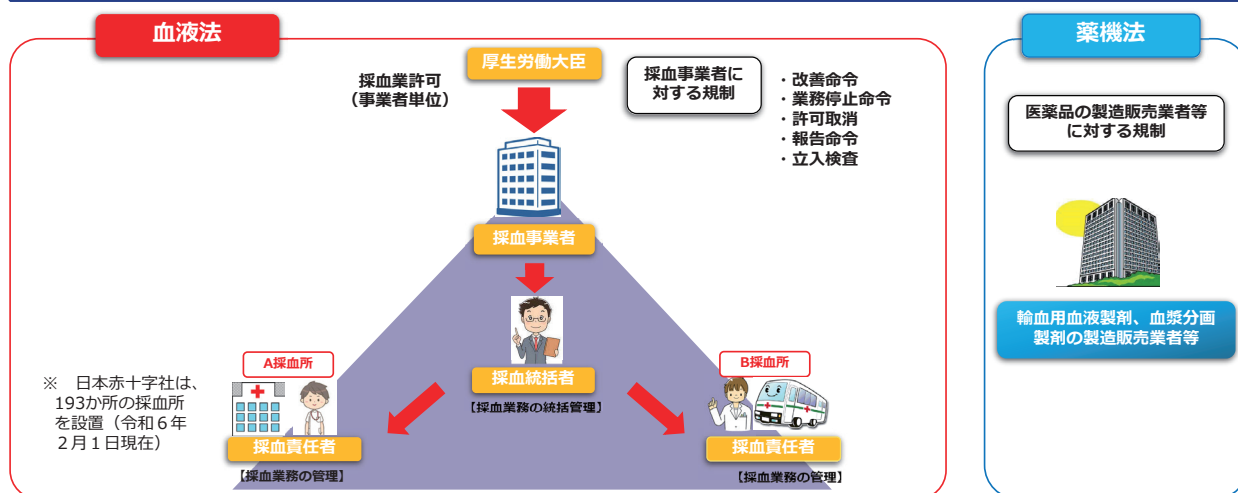 血液法
厚生労働大臣
採血業許可
（事業者単位）
採血事業者に
対する規制
・改善命令
・業務停止命令
・許可取消
・報告命令
・立入検査
採血事業者
採血統括者
【採血業務の統括管理】
A採血所
採血責任者
【採血業務の管理】
B採血所
採血責任者
【採血業務の管理】
※　日本赤十字社は、
193か所の採血所
を設置（令和６年
２月１日現在）
薬機法
医薬品の製造販売業者等
に対する規制
輸血用血液製剤、血漿分画
製剤の製造販売業者等